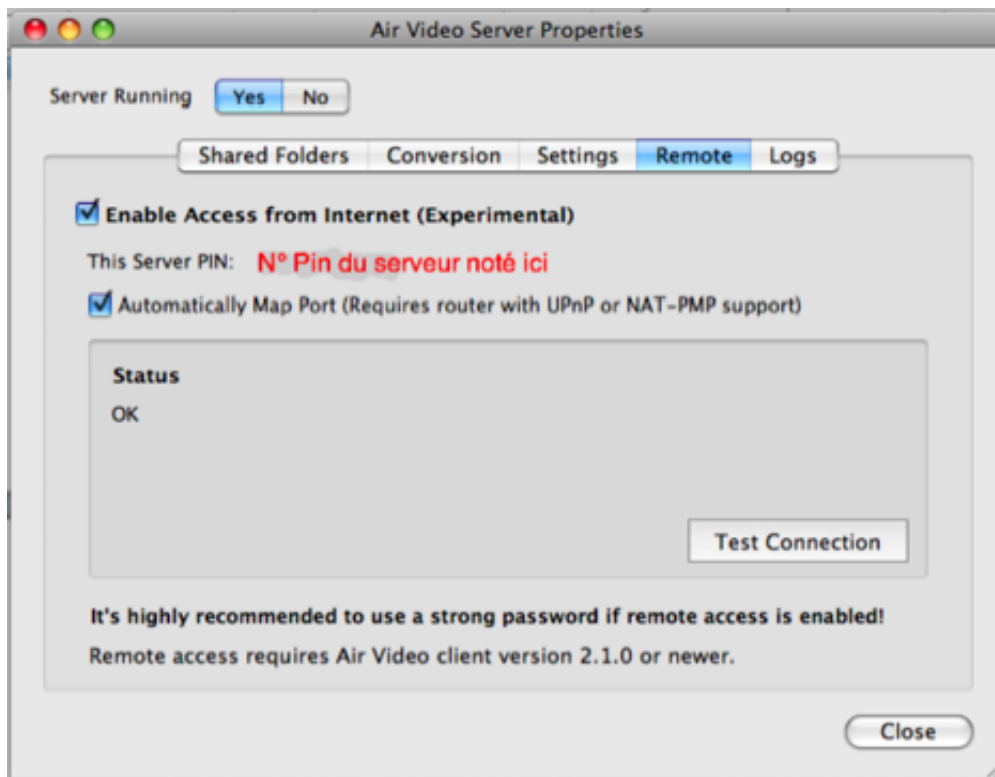 Air Video Server Properties
Server Running Yes No
Shared Folders Conversion Settings Remote Logs
Enable Access from Internet (Experimental)
This Server PIN: N° Pin du serveur noté ici
Automatically Map Port (Requires router with UPnP or NAT-PMP support)
Status
OK
Test Connection
It's highly recommended to use a strong password if remote access is enabled!
Remote access requires Air Video client version 2.1.0 or newer.
Close